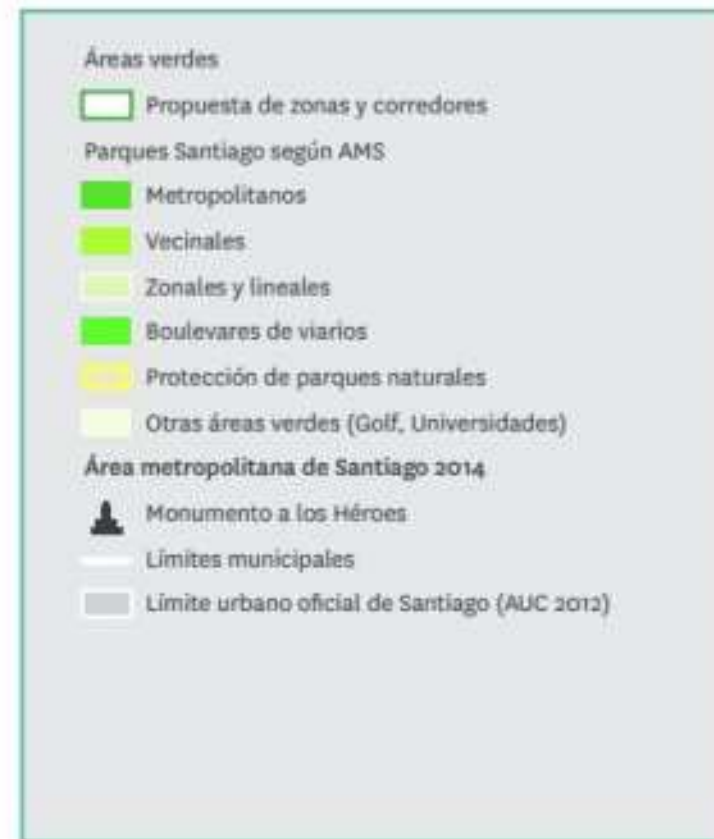 Áreas verdes
Propuesta de zonas y corredores
Parques Santiago según AMS
Metropolitanos
Vecinales
Zonales y lineales
Boulevares de viarios
Protección de parques naturales
Otras áreas verdes (Golf, Universidades)
Área metropolitana de Santiago 2014
Monumento a los Héroes
Límites municipales
Límite urbano oficial de Santiago (AUC 2012)